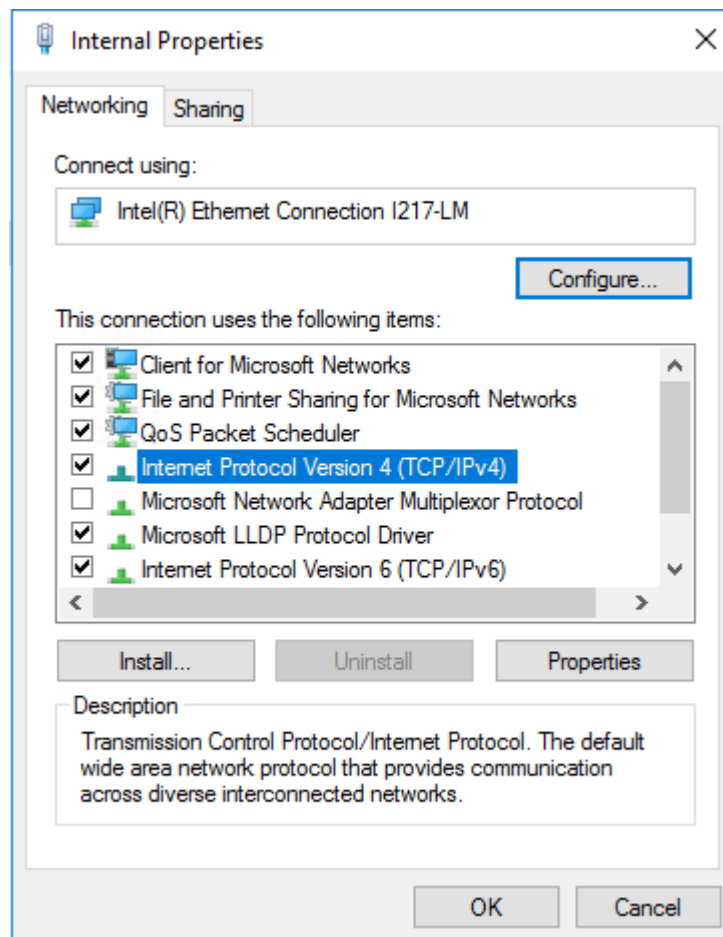 Internal Properties
Networking
Sharing
Connect using:
Intel(R) Ethernet Connection I217-LM
Configure...
This connection uses the following items:
Client for Microsoft Networks
File and Printer Sharing for Microsoft Networks
QoS Packet Scheduler
Internet Protocol Version 4 (TCP/IPv4)
Microsoft Network Adapter Multiplexor Protocol
Microsoft LLDP Protocol Driver
Internet Protocol Version 6 (TCP/IPv6)
Install...
Uninstall
Properties
Description
Transmission Control Protocol/Internet Protocol. The default
wide area network protocol that provides communication
across diverse interconnected networks.
OK
Cancel